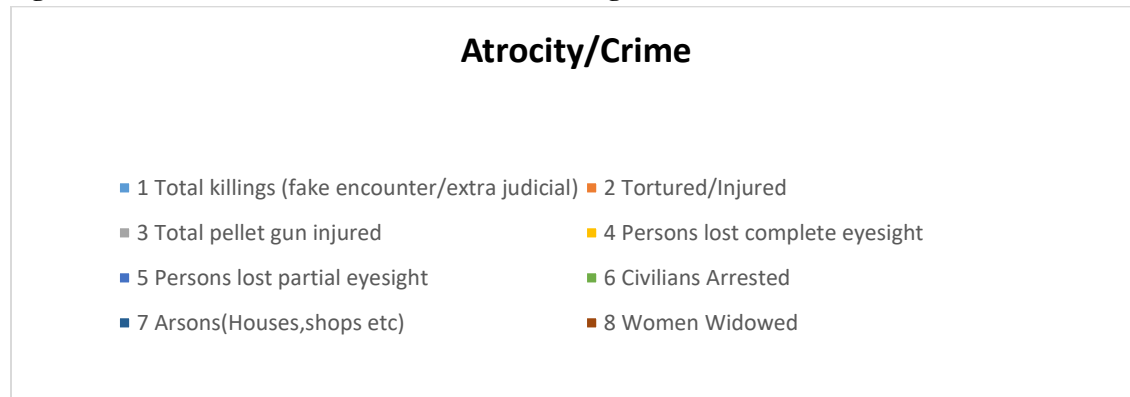 Atrocity/Crime
1 Total killings (fake encounter/extra judicial) 2 Tortured/Injured
3 Total pellet gun injured 4 Persons lost complete eyesight
5 Persons lost partial eyesight 6 Civilians Arrested
7 Arsons(Houses,shops etc) 8 Women Widowed